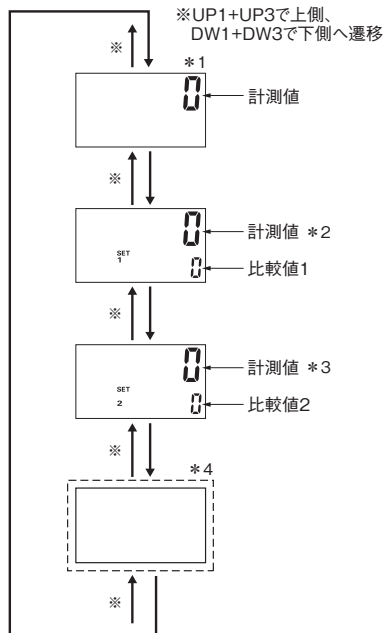 ※UP1+UP3で上側、
DW1+DW3で下側へ遷移
※
*1
0
計測値
※
0
計測値 *2
SET
1
0
比較値1
※
0
計測値 *3
SET
2
0
比較値2
※
*4
※